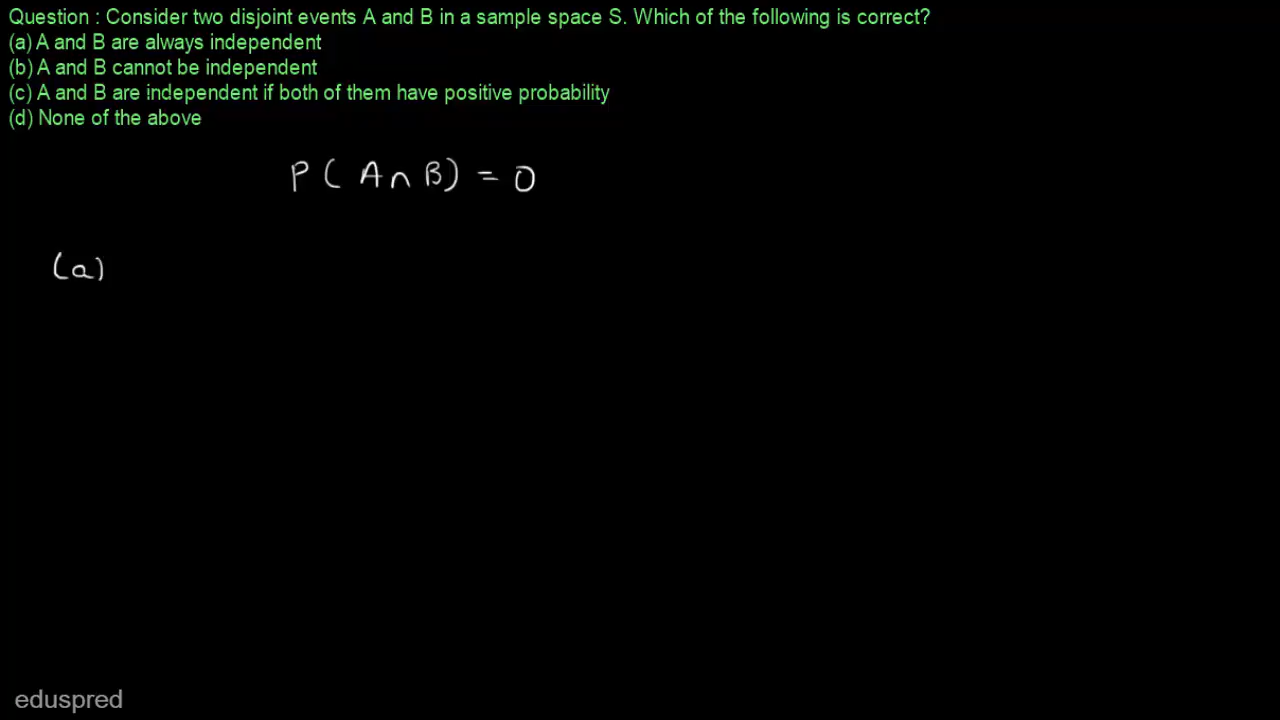 Question : Consider two disjoint events A and B in a sample space S. Which of the following is correct?
(a) A and B are always independent
(b) A and B cannot be independent
(c) A and B are independent if both of them have positive probability
(d) None of the above
P ( A ∩ B ) = 0
(a)
eduspred